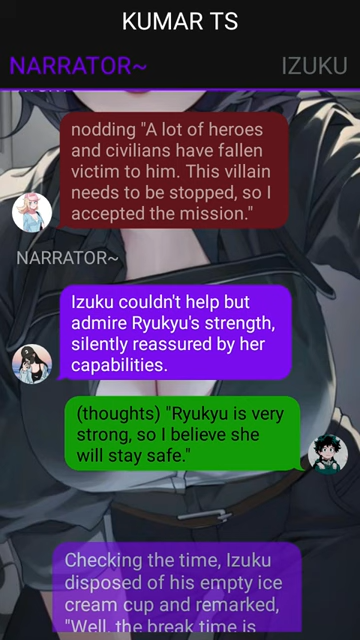 KUMAR TS
NARRATOR~
IZUKU
nodding "A lot of heroes
and civilians have fallen
victim to him. This villain
needs to be stopped, so I
accepted the mission."
NARRATOR~
Izuku couldn't help but
admire Ryukyu's strength,
silently reassured by her
capabilities.
(thoughts) "Ryukyu is very
strong, so I believe she
will stay safe."
Checking the time, Izuku
disposed of his empty ice
cream cup and remarked,
"Well, the break time is